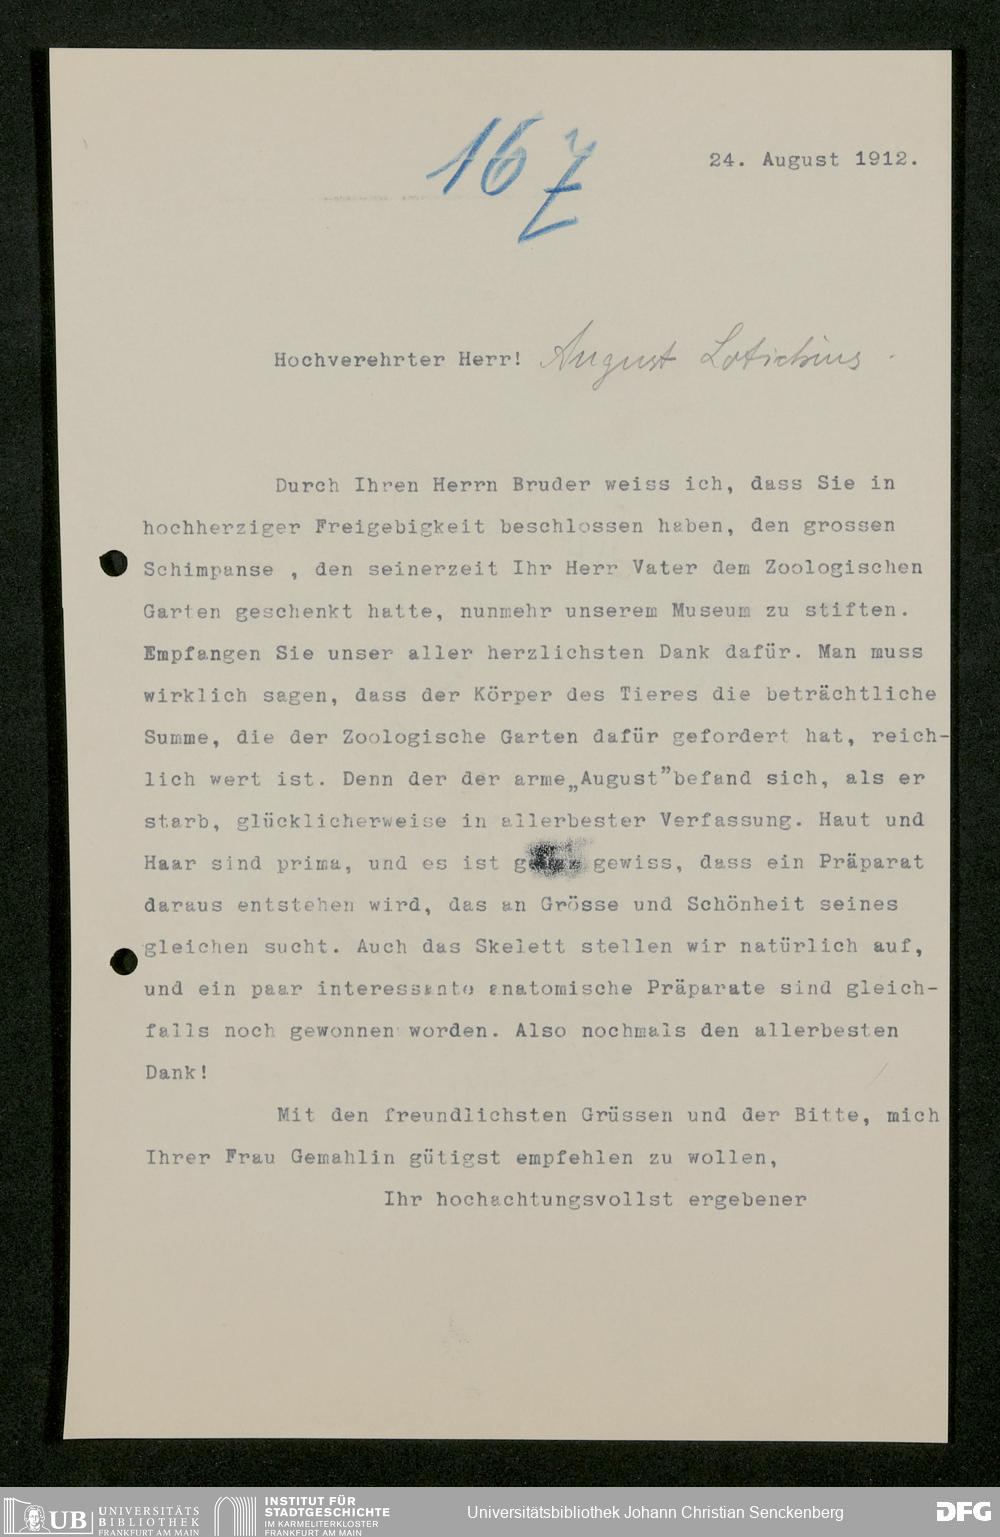 167
24. August 1912.
Hochverehrter Herr! August Lotichius.
Durch Ihren Herrn Bruder weiss ich, dass Sie in
hochherziger Freigebigkeit beschlossen haben, den grossen
Schimpanse , den seinerzeit Ihr Herr Vater dem Zoologischen
Garten geschenkt hatte, nunmehr unserem Museum zu stiften.
Empfangen Sie unser aller herzlichsten Dank dafür. Man muss
wirklich sagen, dass der Körper des Tieres die beträchtliche
Summe, die der Zoologische Garten dafür gefordert hat, reich-
lich wert ist. Denn der der arme„August”befand sich, als er
starb, glücklicherweise in allerbester Verfassung. Haut und
Haar sind prima, und es ist gewiss, dass ein Präparat
daraus entstehen wird, das an Grösse und Schönheit seines
gleichen sucht. Auch das Skelett stellen wir natürlich auf,
und ein paar interessante anatomische Präparate sind gleich-
falls noch gewonnen worden. Also nochmals den allerbesten
Dank!
Mit den freundlichsten Grüssen und der Bitte, mich
Ihrer Frau Gemahlin gütigst empfehlen zu wollen,
Ihr hochachtungsvollst ergebener
UB UNIVERSITÄTS
BIBLIOTHEK
FRANKFURT AM MAIN
INSTITUT FÜR
STADTGESCHICHTE
IM KARMELITERKLOSTER
FRANKFURT AM MAIN
Universitätsbibliothek Johann Christian Senckenberg
DFG